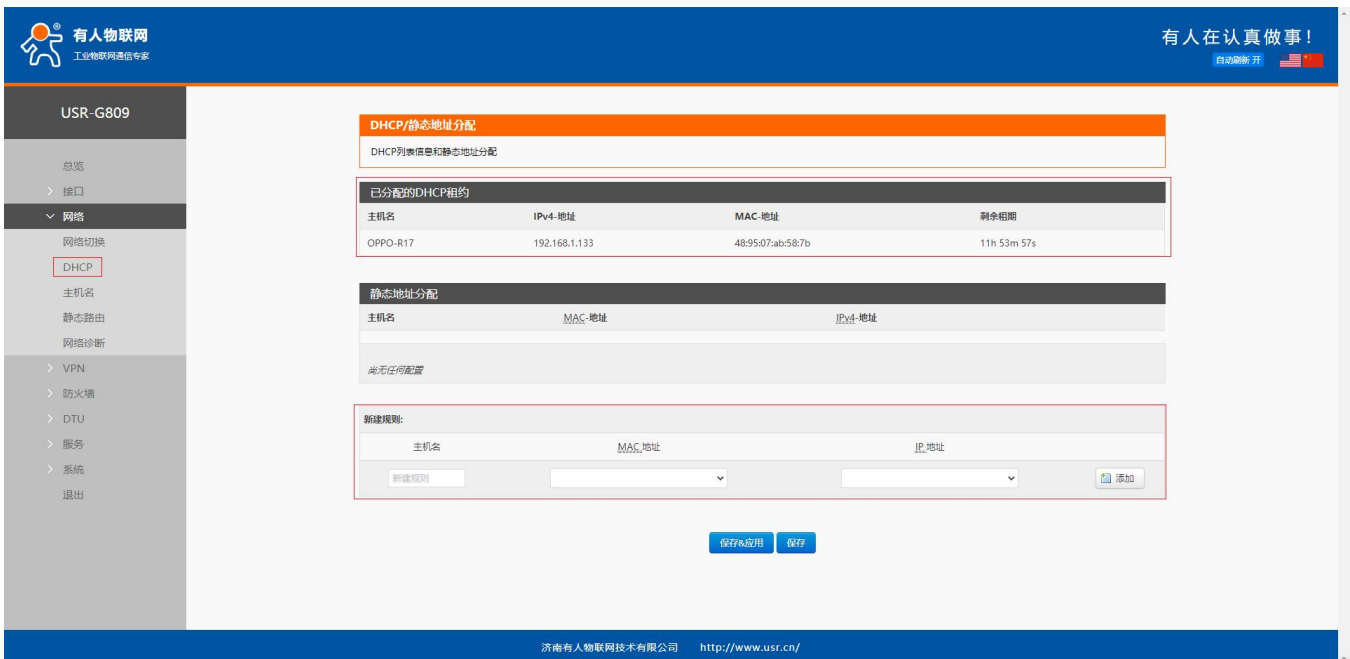 有人物联网
工业物联网通信专家
有人在认真做事!
自动刷新 开
USR-G809
总览
接口
网络
网络切换
DHCP
主机名
静态路由
网络诊断
VPN
防火墙
DTU
服务
系统
退出
DHCP/静态地址分配
DHCP列表信息和静态地址分配
已分配的DHCP租约
主机名 IPv4-地址 MAC-地址 剩余租期
OPPO-R17 192.168.1.133 48:95:07:ab:58:7b 11h 53m 57s
静态地址分配
主机名 MAC-地址 IPv4-地址
尚无任何配置
新建规则:
主机名 MAC 地址 IP 地址
新建规则 添加
保存&应用 保存
济南有人物联网技术有限公司 http://www.usr.cn/